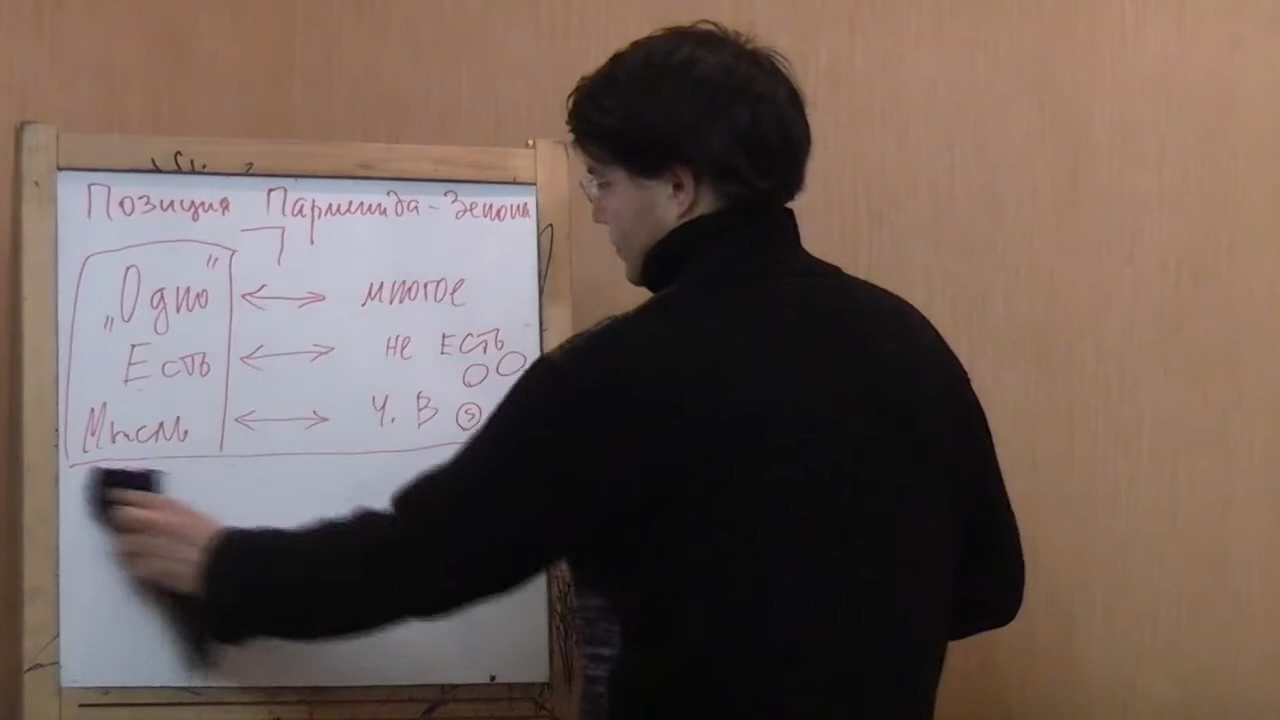 Позиция Парменида - Зенона
„Одно" ↔ многое
Есть ↔ не есть
Мысль ↔ Ч. В (S)